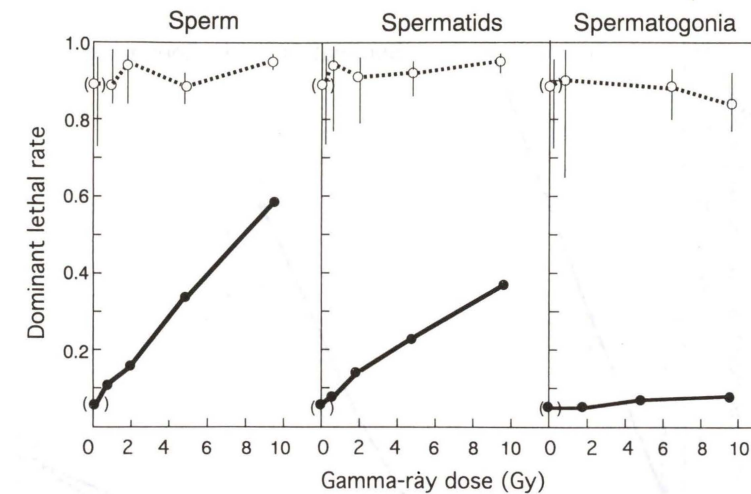 Sperm Spermatids Spermatogonia
1.0
0.8
0.6
0.4
0.2
Dominant lethal rate
0 2 4 6 8 10 0 2 4 6 8 10 0 2 4 6 8 10
Gamma-ray dose (Gy)